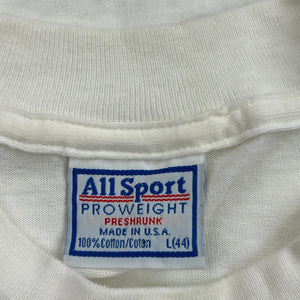 All Sport
PROWEIGHT
PRESHRUNK
MADE IN U.S.A.
100% Cotton/Coton L(44)